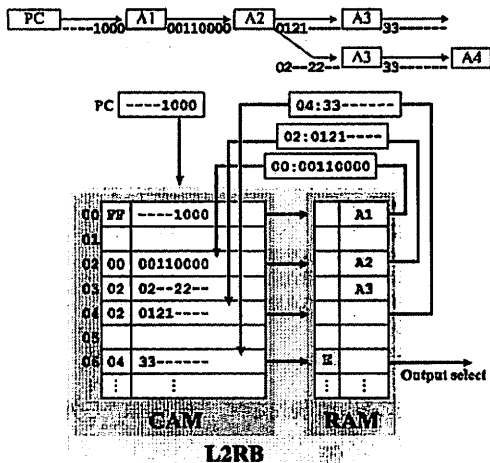 PC -----1000 A1 00110000 A2 0121---- A3 33------
02--22-- A3 33------ A4
PC ----1000
04:33------
02:0121----
00:00110000
00 FF ----1000 A1
01
02 00 00110000 A2
03 02 02--22-- A3
04 02 0121----
05
06 04 33------ E
Output select
⋮ ⋮ ⋮ ⋮
CAM RAM
L2RB